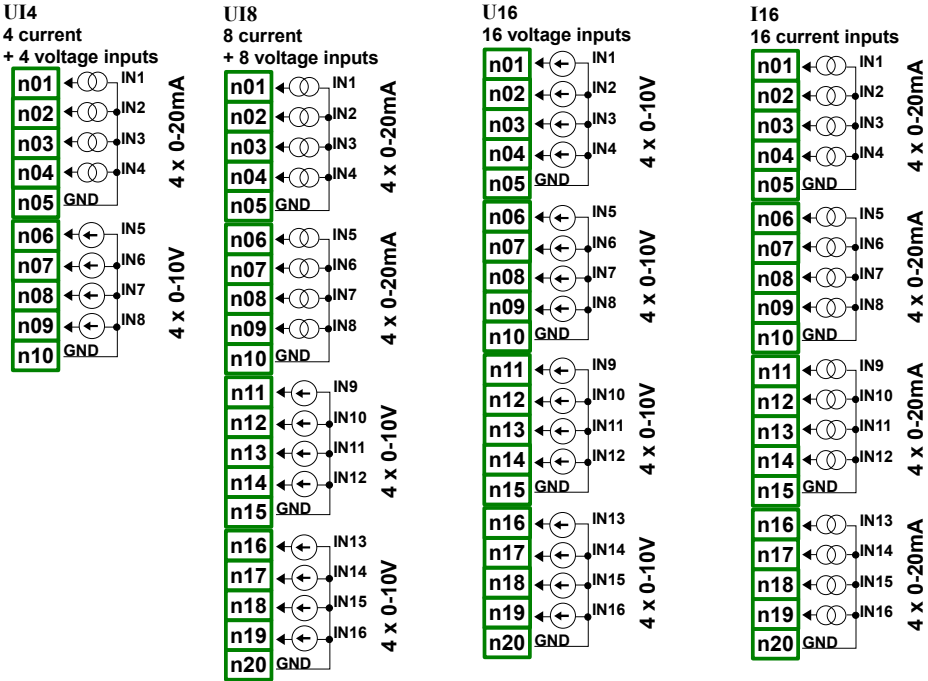 UI4
4 current
+ 4 voltage inputs
n01 IN1
n02 IN2
n03 IN3
n04 IN4
n05 GND
4 x 0-20mA
n06 IN5
n07 IN6
n08 IN7
n09 IN8
n10 GND
4 x 0-10V
UI8
8 current
+ 8 voltage inputs
n01 IN1
n02 IN2
n03 IN3
n04 IN4
n05 GND
4 x 0-20mA
n06 IN5
n07 IN6
n08 IN7
n09 IN8
n10 GND
4 x 0-20mA
n11 IN9
n12 IN10
n13 IN11
n14 IN12
n15 GND
4 x 0-10V
n16 IN13
n17 IN14
n18 IN15
n19 IN16
n20 GND
4 x 0-10V
U16
16 voltage inputs
n01 IN1
n02 IN2
n03 IN3
n04 IN4
n05 GND
4 x 0-10V
n06 IN5
n07 IN6
n08 IN7
n09 IN8
n10 GND
4 x 0-10V
n11 IN9
n12 IN10
n13 IN11
n14 IN12
n15 GND
4 x 0-10V
n16 IN13
n17 IN14
n18 IN15
n19 IN16
n20 GND
4 x 0-10V
I16
16 current inputs
n01 IN1
n02 IN2
n03 IN3
n04 IN4
n05 GND
4 x 0-20mA
n06 IN5
n07 IN6
n08 IN7
n09 IN8
n10 GND
4 x 0-20mA
n11 IN9
n12 IN10
n13 IN11
n14 IN12
n15 GND
4 x 0-20mA
n16 IN13
n17 IN14
n18 IN15
n19 IN16
n20 GND
4 x 0-20mA